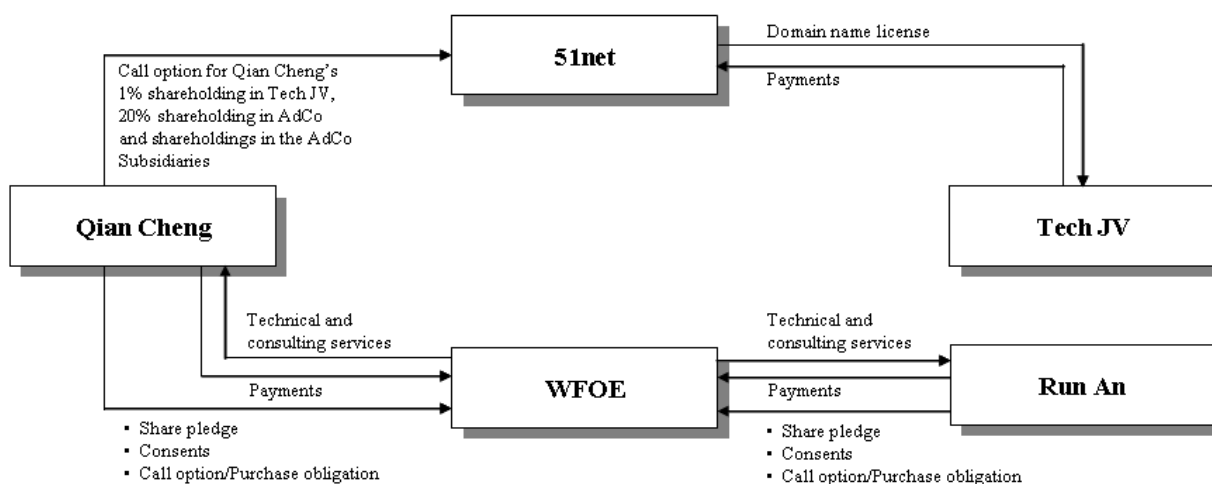 51net
Domain name license
Payments
Call option for Qian Cheng’s
1% shareholding in Tech JV,
20% shareholding in AdCo
and shareholdings in the AdCo
Subsidiaries
Qian Cheng
Tech JV
Technical and
consulting services
Payments
▪ Share pledge
▪ Consents
▪ Call option/Purchase obligation
WFOE
Technical and
consulting services
Payments
▪ Share pledge
▪ Consents
▪ Call option/Purchase obligation
Run An